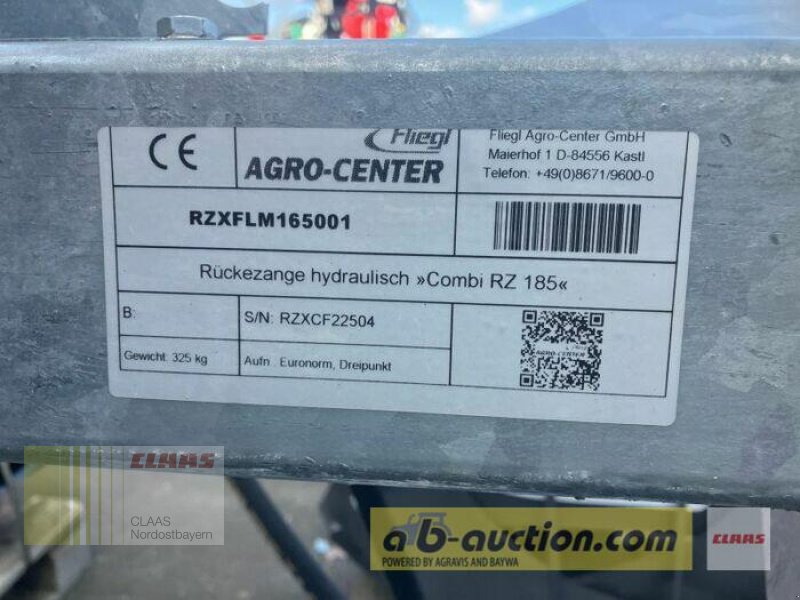 CE
Fliegl
AGRO-CENTER
Fliegl Agro-Center GmbH
Maierhof 1 D-84556 Kastl
Telefon: +49(0)8671/9600-0
RZXFLM165001
Rückezange hydraulisch »Combi RZ 185«
B:
S/N: RZXCF22504
Gewicht: 325 kg
Aufn.: Euronorm, Dreipunkt
AGRO-CENTER
CLAAS
CLAAS
Nordostbayern
ab-auction.com
POWERED BY AGRAVIS AND BAYWA
CLAAS